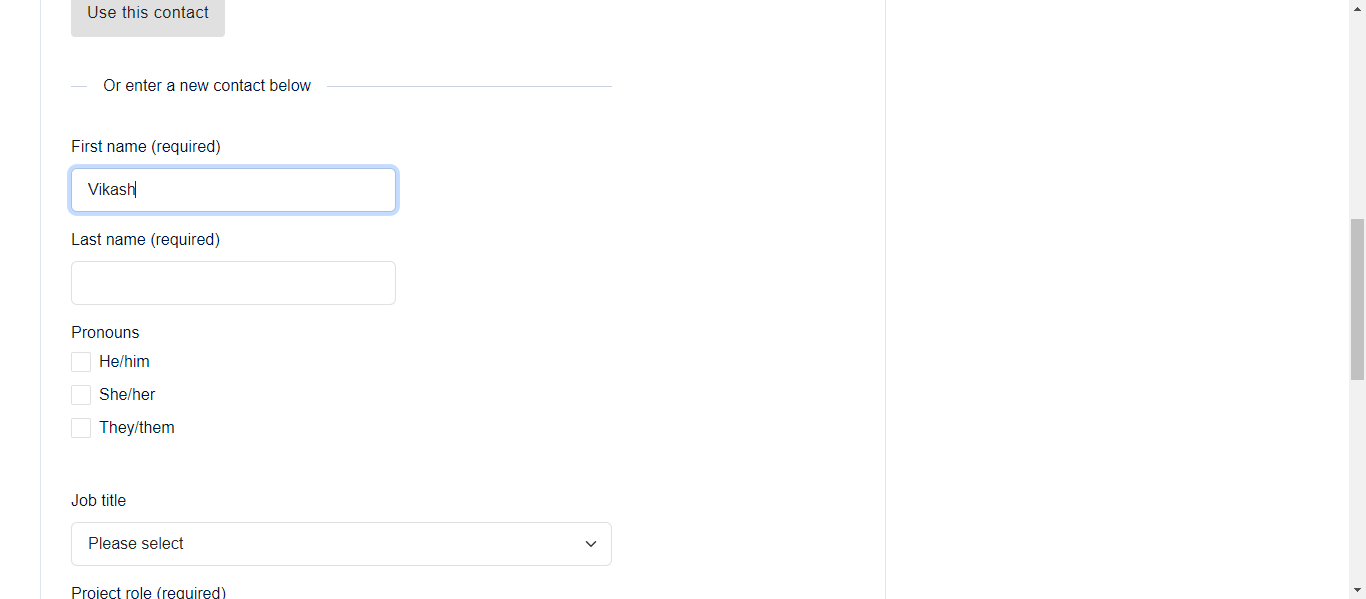 Use this contact
Or enter a new contact below
First name (required)
Vikash
Last name (required)
Pronouns
He/him
She/her
They/them
Job title
Please select
Project role (required)